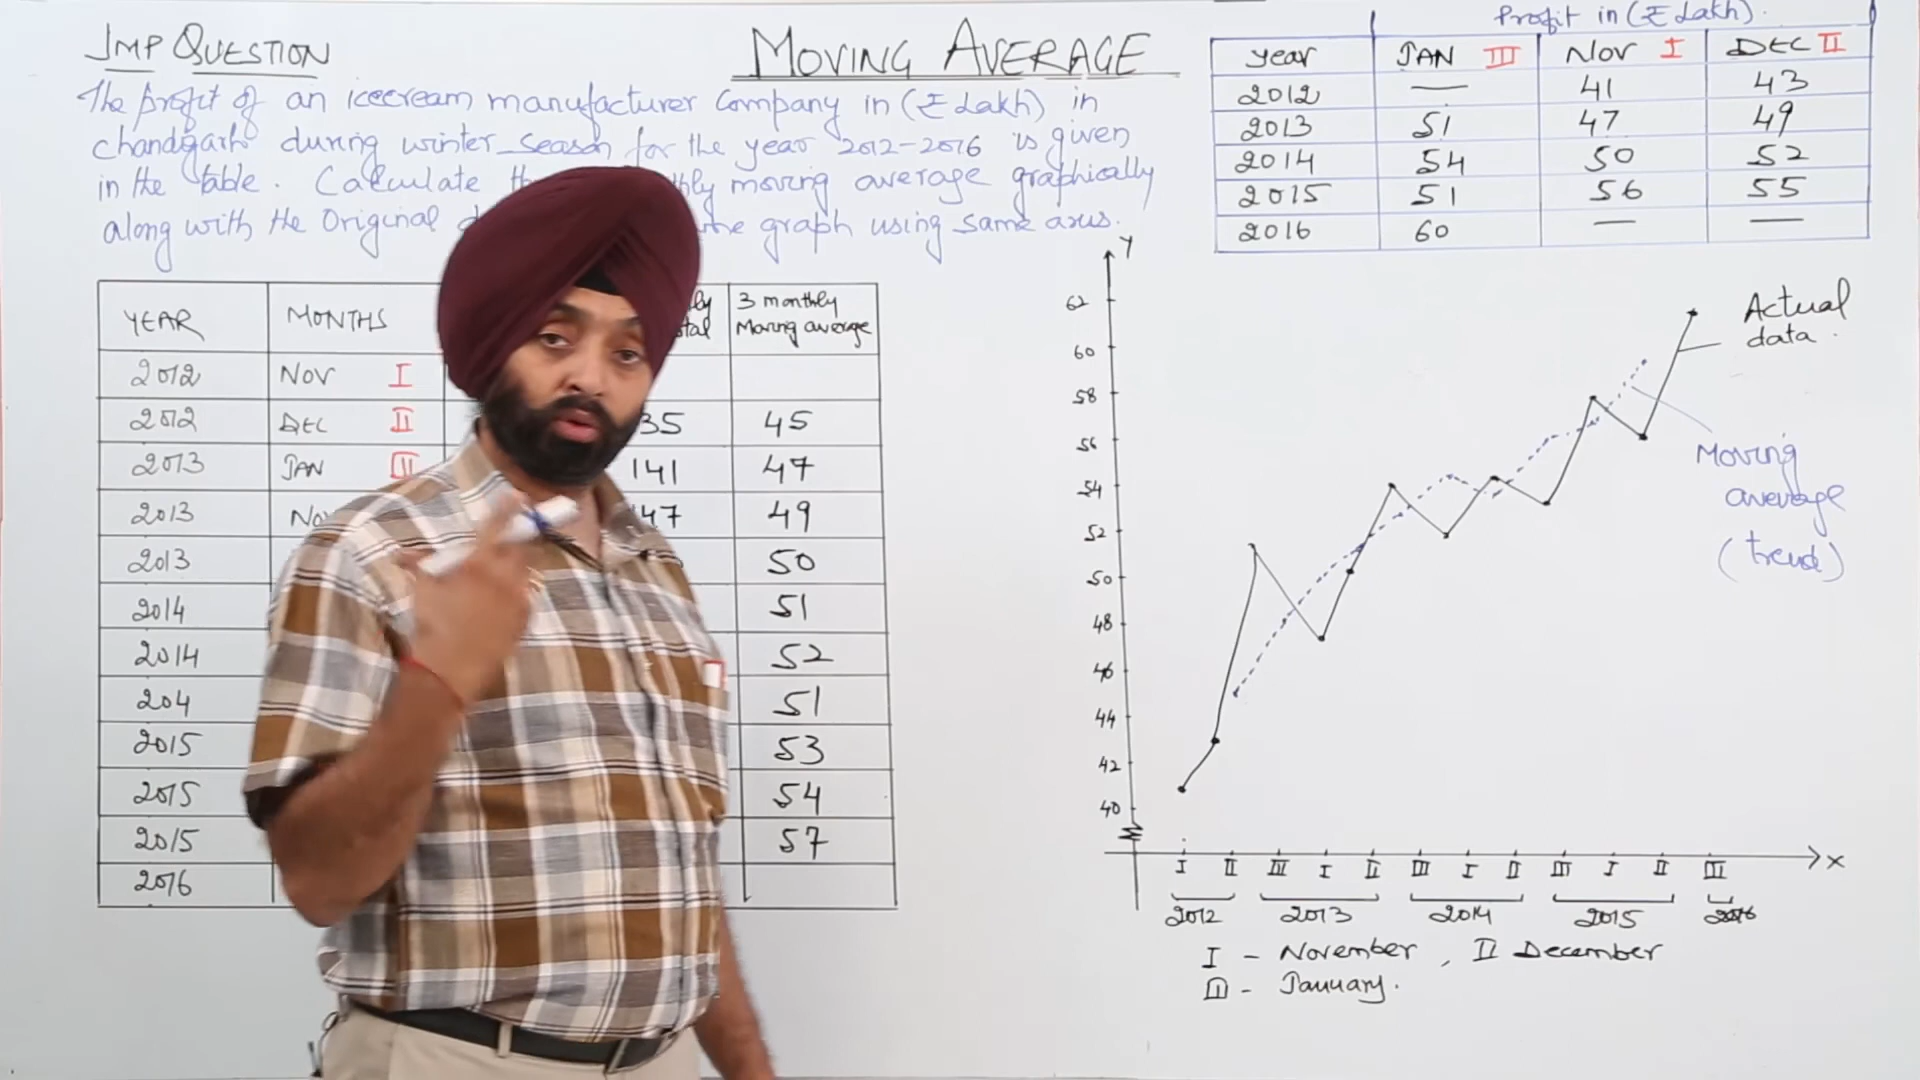 IMP QUESTION
MOVING AVERAGE
The profit of an icecream manufacturer Company in (₹ Lakh) in
chandgarh during winter season for the year 2012-2016 is given
in the table. Calculate moving average graphically
along with the Original graph using same axis.
Profit in (₹ Lakh).
year JAN III NOV I DEC II
2012 — 41 43
2013 51 47 49
2014 54 50 52
2015 51 56 55
2016 60 — —
YEAR MONTHS 3 monthly Moving average
2012 NOV I
2012 DEC II 35 45
2013 JAN III 141 47
2013 No 47 49
2013 50
2014 51
2014 52
204 51
2015 53
2015 54
2015 57
2016
Y
62
60
58
56
54
52
50
48
46
44
42
40
Actual
data.
Moving
average
(trend)
I II III I II III I II III I II III X
2012 2013 2014 2015 2016
I - November, II December
III - January.